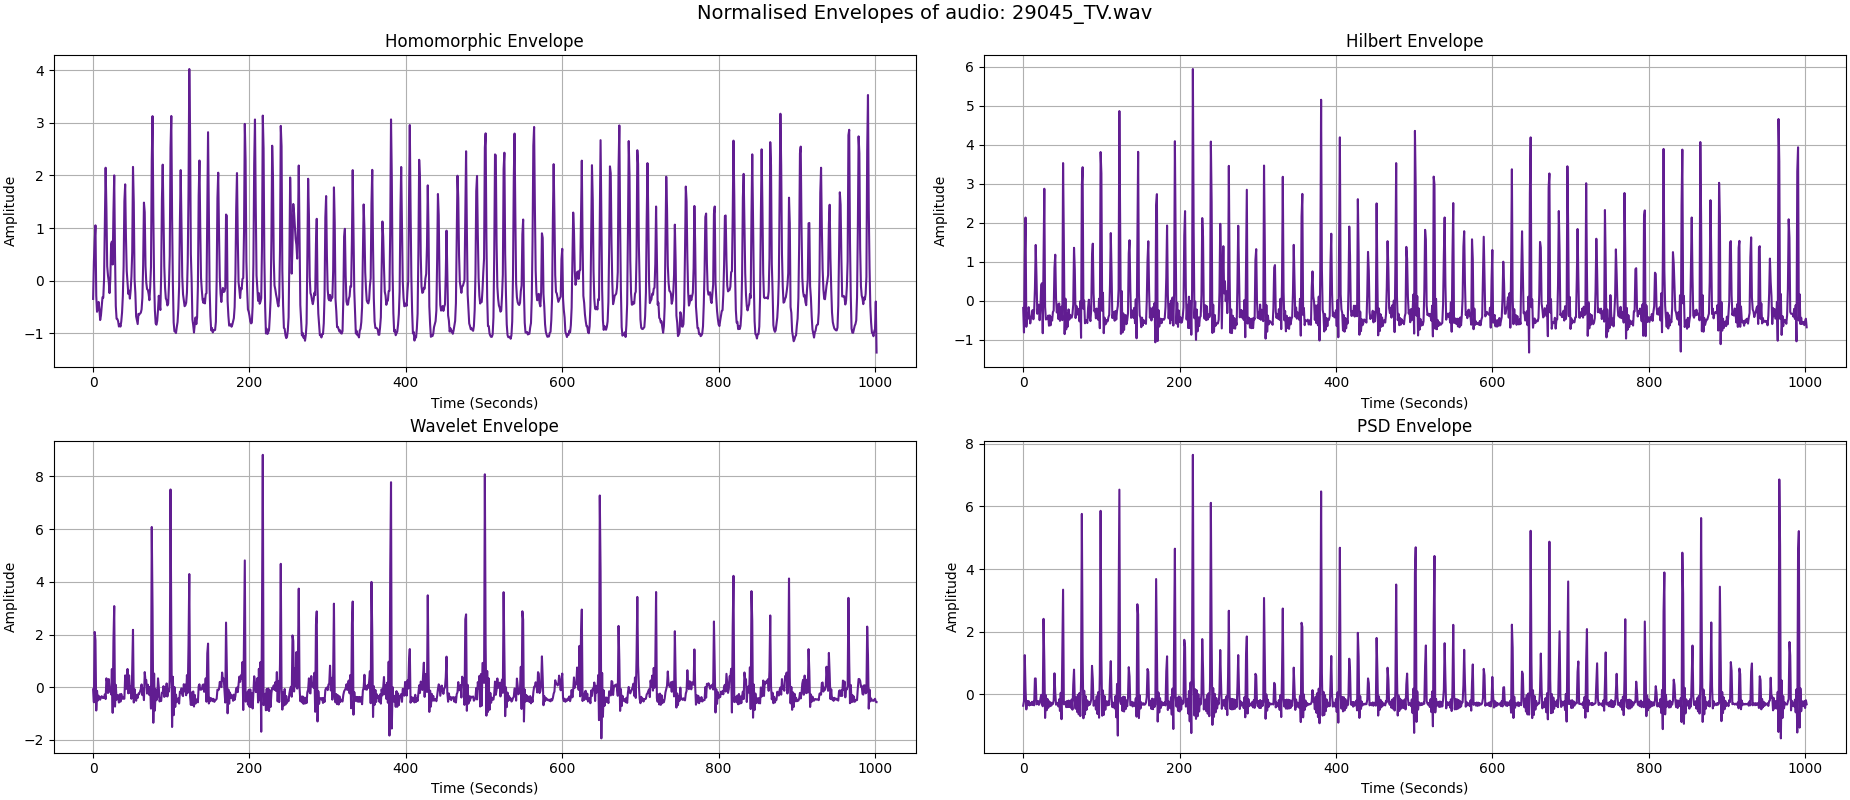 Normalised Envelopes of audio: 29045_TV.wav
Homomorphic Envelope
Amplitude
4
3
2
1
0
−1
0 200 400 600 800 1000
Time (Seconds)
Hilbert Envelope
Amplitude
6
5
4
3
2
1
0
−1
0 200 400 600 800 1000
Time (Seconds)
Wavelet Envelope
Amplitude
8
6
4
2
0
−2
0 200 400 600 800 1000
Time (Seconds)
PSD Envelope
Amplitude
8
6
4
2
0
0 200 400 600 800 1000
Time (Seconds)